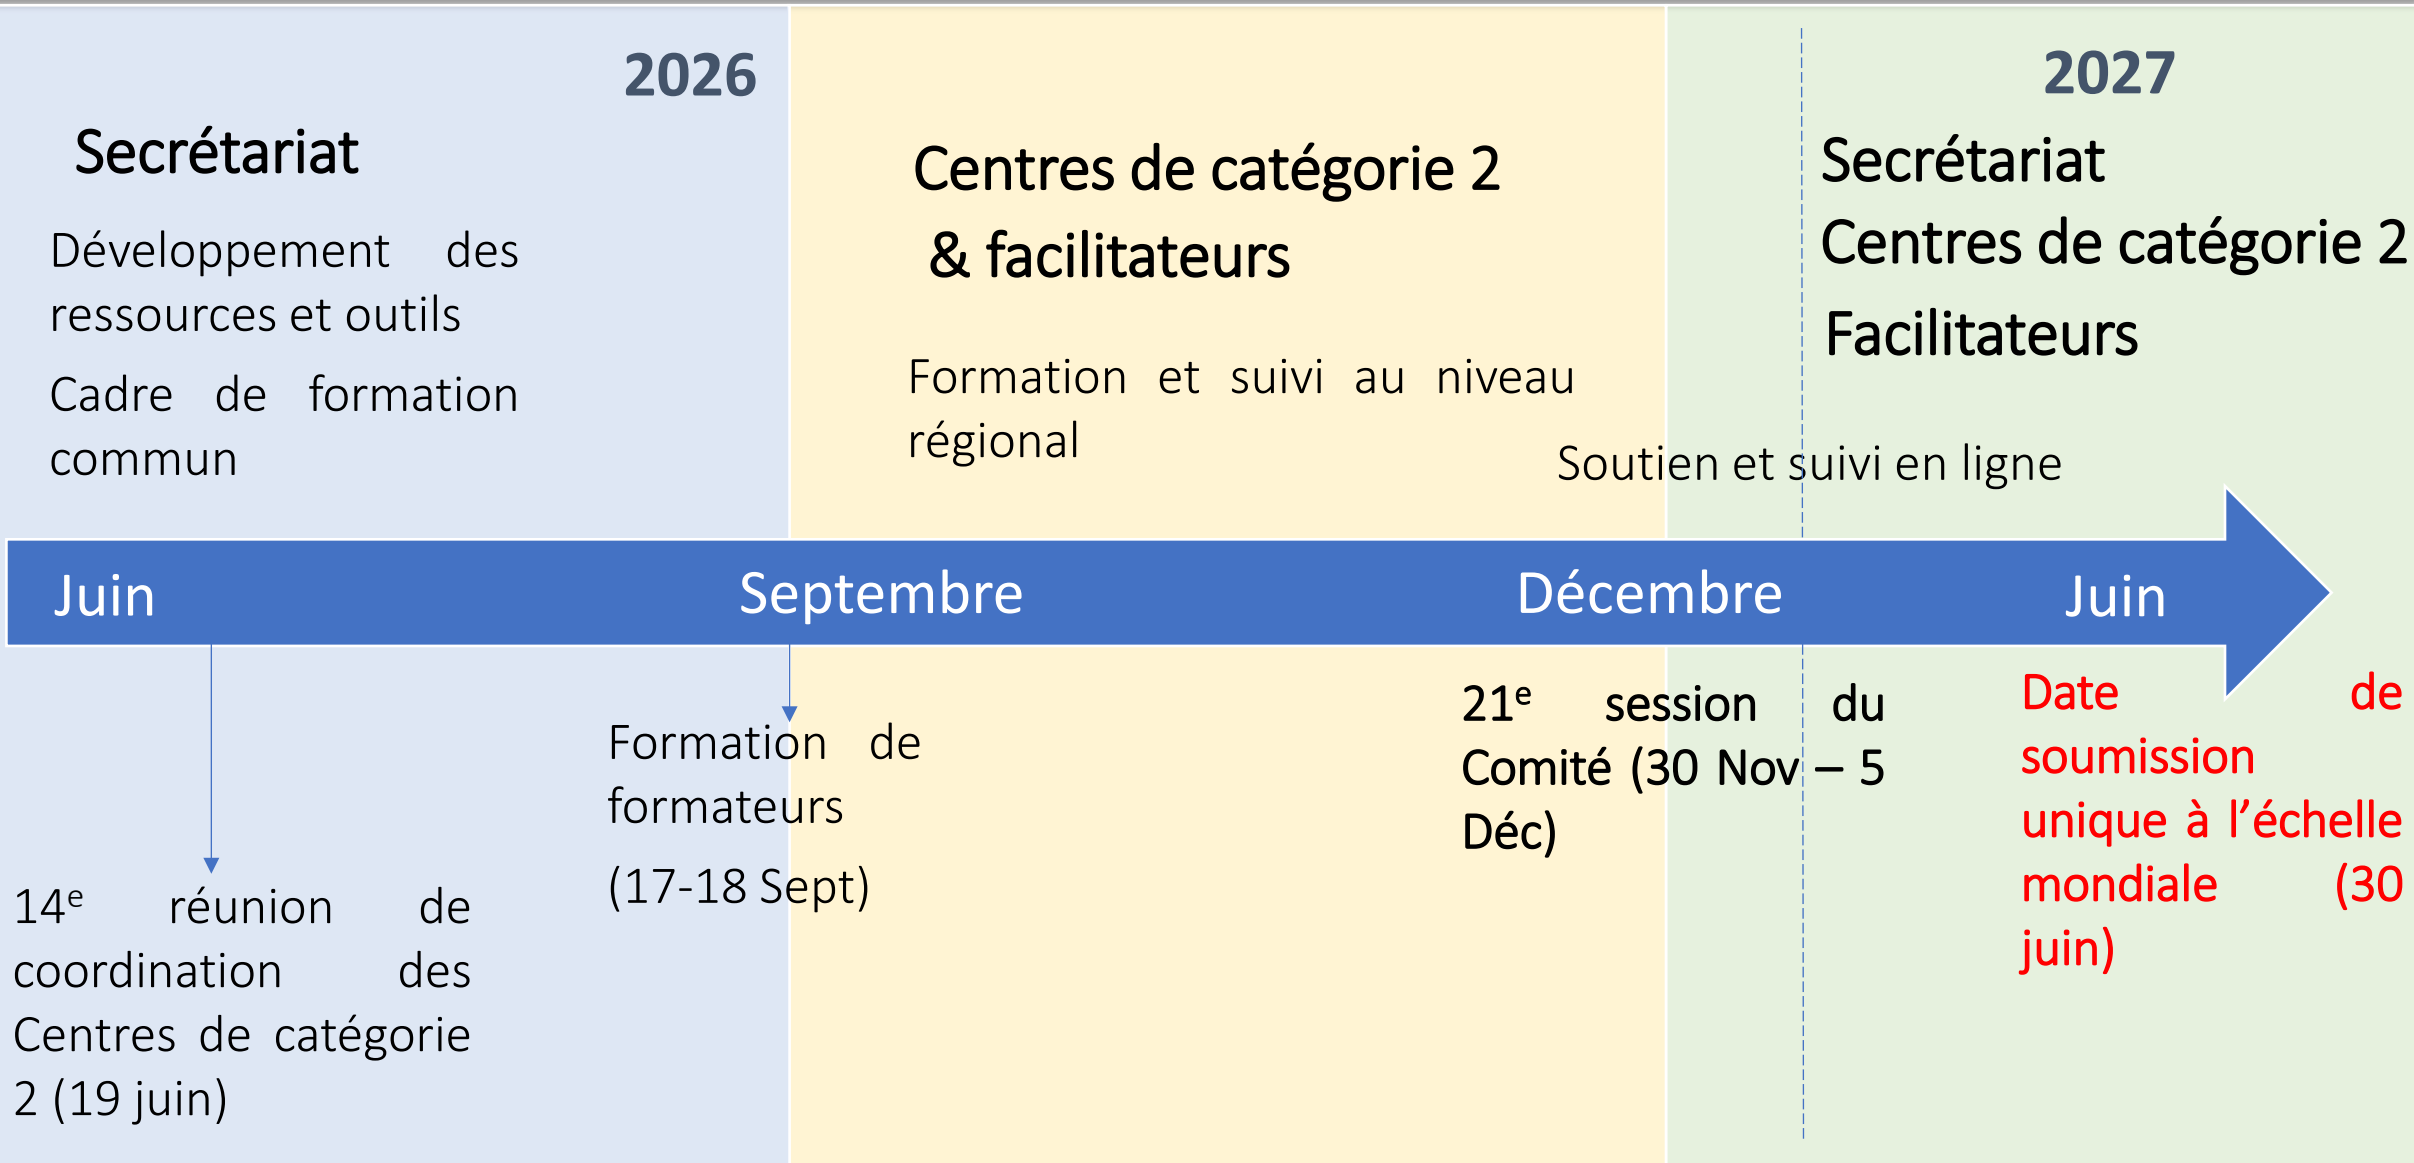 2026
Secrétariat
Développement des
ressources et outils
Cadre de formation
commun
Centres de catégorie 2
& facilitateurs
Formation et suivi au niveau
régional
2027
Secrétariat
Centres de catégorie 2
Facilitateurs
Soutien et suivi en ligne
Juin
Septembre
Décembre
Juin
14e réunion de
coordination des
Centres de catégorie
2 (19 juin)
Formation de
formateurs
(17-18 Sept)
21e session du
Comité (30 Nov – 5
Déc)
Date de
soumission
unique à l’échelle
mondiale (30
juin)